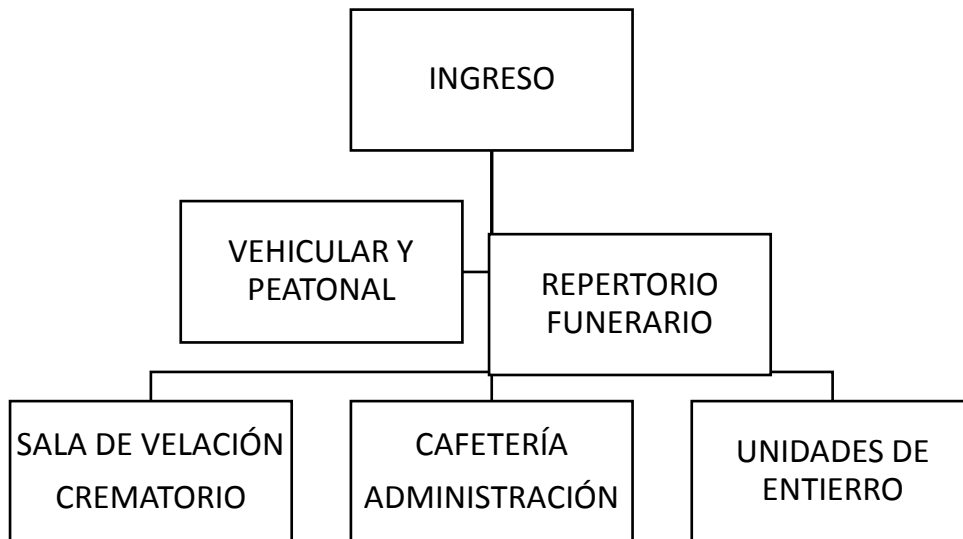 INGRESO
VEHICULAR Y
PEATONAL
REPERTORIO
FUNERARIO
SALA DE VELACIÓN
CREMATORIO
CAFETERÍA
ADMINISTRACIÓN
UNIDADES DE
ENTIERRO